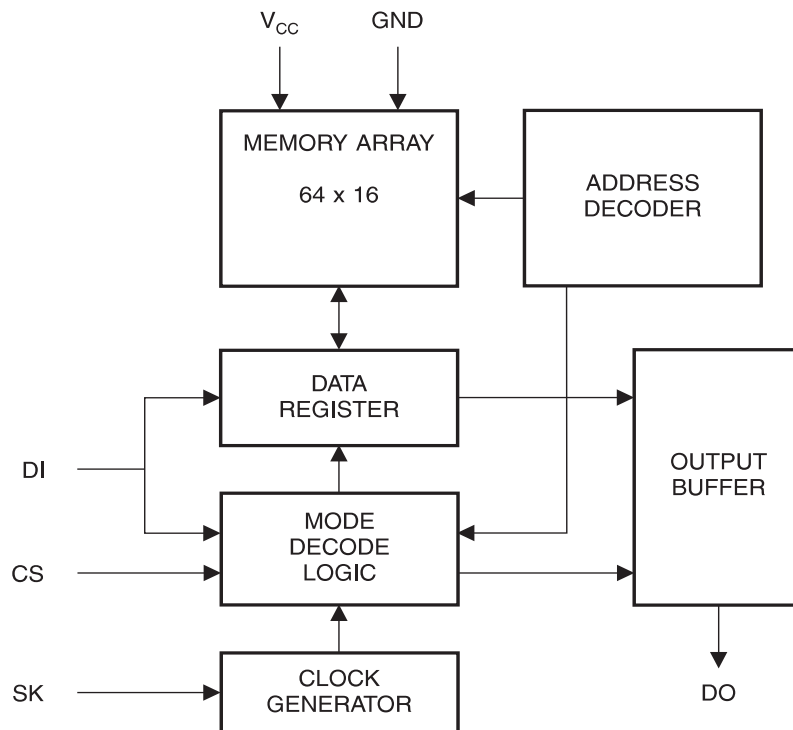 VCC
GND
MEMORY ARRAY
64 x 16
ADDRESS
DECODER
DATA
REGISTER
DI
OUTPUT
BUFFER
MODE
DECODE
LOGIC
CS
CLOCK
GENERATOR
SK
DO